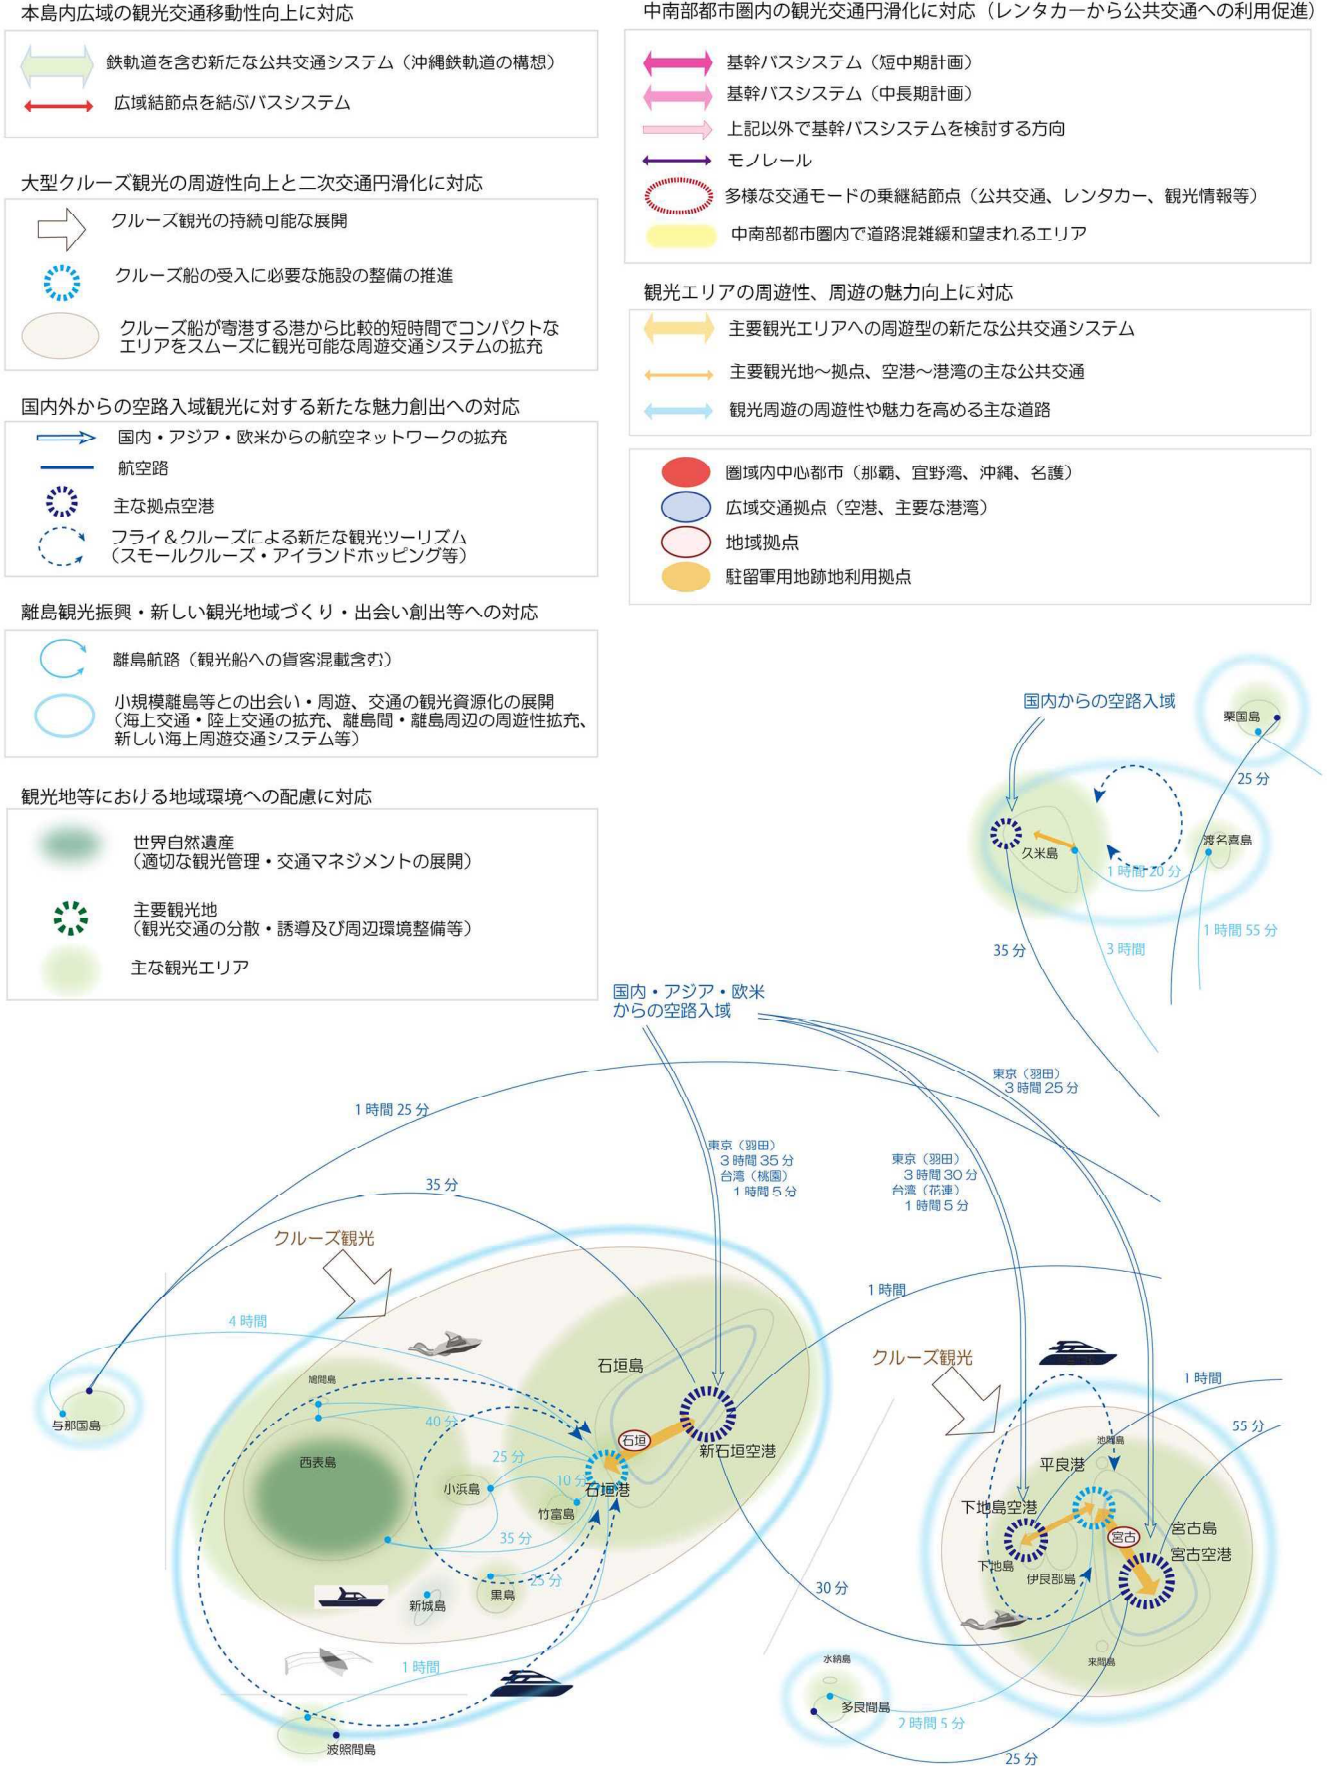 本島内広域の観光交通移動性向上に対応
鉄軌道を含む新たな公共交通システム（沖縄鉄軌道の構想）
広域結節点を結ぶバスシステム
大型クルーズ観光の周遊性向上と二次交通円滑化に対応
クルーズ観光の持続可能な展開
クルーズ船の受入に必要な施設の整備の推進
クルーズ船が寄港する港から比較的短時間でコンパクトな
エリアをスムーズに観光可能な周遊交通システムの拡充
国内外からの空路入域観光に対する新たな魅力創出への対応
国内・アジア・欧米からの航空ネットワークの拡充
航空路
主な拠点空港
フライ＆クルーズによる新たな観光ツーリズム
（スモールクルーズ・アイランドホッピング等）
離島観光振興・新しい観光地域づくり・出会い創出等への対応
離島航路（観光船への貨客混載含む）
小規模離島等との出会い・周遊、交通の観光資源化の展開
（海上交通・陸上交通の拡充、離島間・離島周辺の周遊性拡充、
新しい海上周遊交通システム等）
観光地等における地域環境への配慮に対応
世界自然遺産
（適切な観光管理・交通マネジメントの展開）
主要観光地
（観光交通の分散・誘導及び周辺環境整備等）
主な観光エリア
中南部都市圏内の観光交通円滑化に対応（レンタカーから公共交通への利用促進）
基幹バスシステム（短中期計画）
基幹バスシステム（中長期計画）
上記以外で基幹バスシステムを検討する方向
モノレール
多様な交通モードの乗継結節点（公共交通、レンタカー、観光情報等）
中南部都市圏内で道路混雑緩和望まれるエリア
観光エリアの周遊性、周遊の魅力向上に対応
主要観光エリアへの周遊型の新たな公共交通システム
主要観光地～拠点、空港～港湾の主な公共交通
観光周遊の周遊性や魅力を高める主な道路
圏域内中心都市（那覇、宜野湾、沖縄、名護）
広域交通拠点（空港、主要な港湾）
地域拠点
駐留軍用地跡地利用拠点
国内からの空路入域
粟国島
25分
久米島
渡名喜島
1時間20分
35分
3時間
1時間55分
国内・アジア・欧米
からの空路入域
東京（羽田）
3時間25分
1時間25分
東京（羽田）
3時間35分
台湾（桃園）
1時間5分
東京（羽田）
3時間30分
台湾（花連）
1時間5分
35分
クルーズ観光
4時間
1時間
与那国島
鳩間島
石垣島
40分
石垣
新石垣空港
25分
西表島
小浜島
10分
石垣港
竹富島
35分
25分
黒島
新城島
1時間
波照間島
クルーズ観光
1時間
55分
池間島
平良港
下地島空港
宮古
宮古島
宮古空港
下地島
伊良部島
30分
来間島
水納島
多良間島
2時間5分
25分